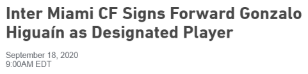 Inter Miami CF Signs Forward Gonzalo
Higuaín as Designated Player
September 18, 2020
9:00AM EDT